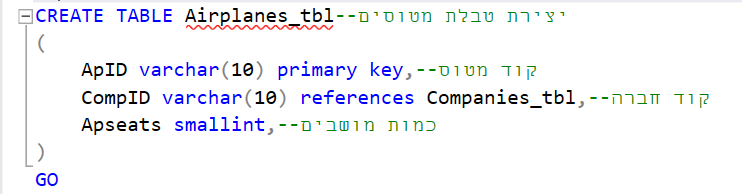 CREATE TABLE Airplanes_tbl--יצירת טבלת מטוסים
(
ApID varchar(10) primary key,--קוד מטוס
CompID varchar(10) references Companies_tbl,--קוד חברה
Apseats smallint,--כמות מושבים
)
GO